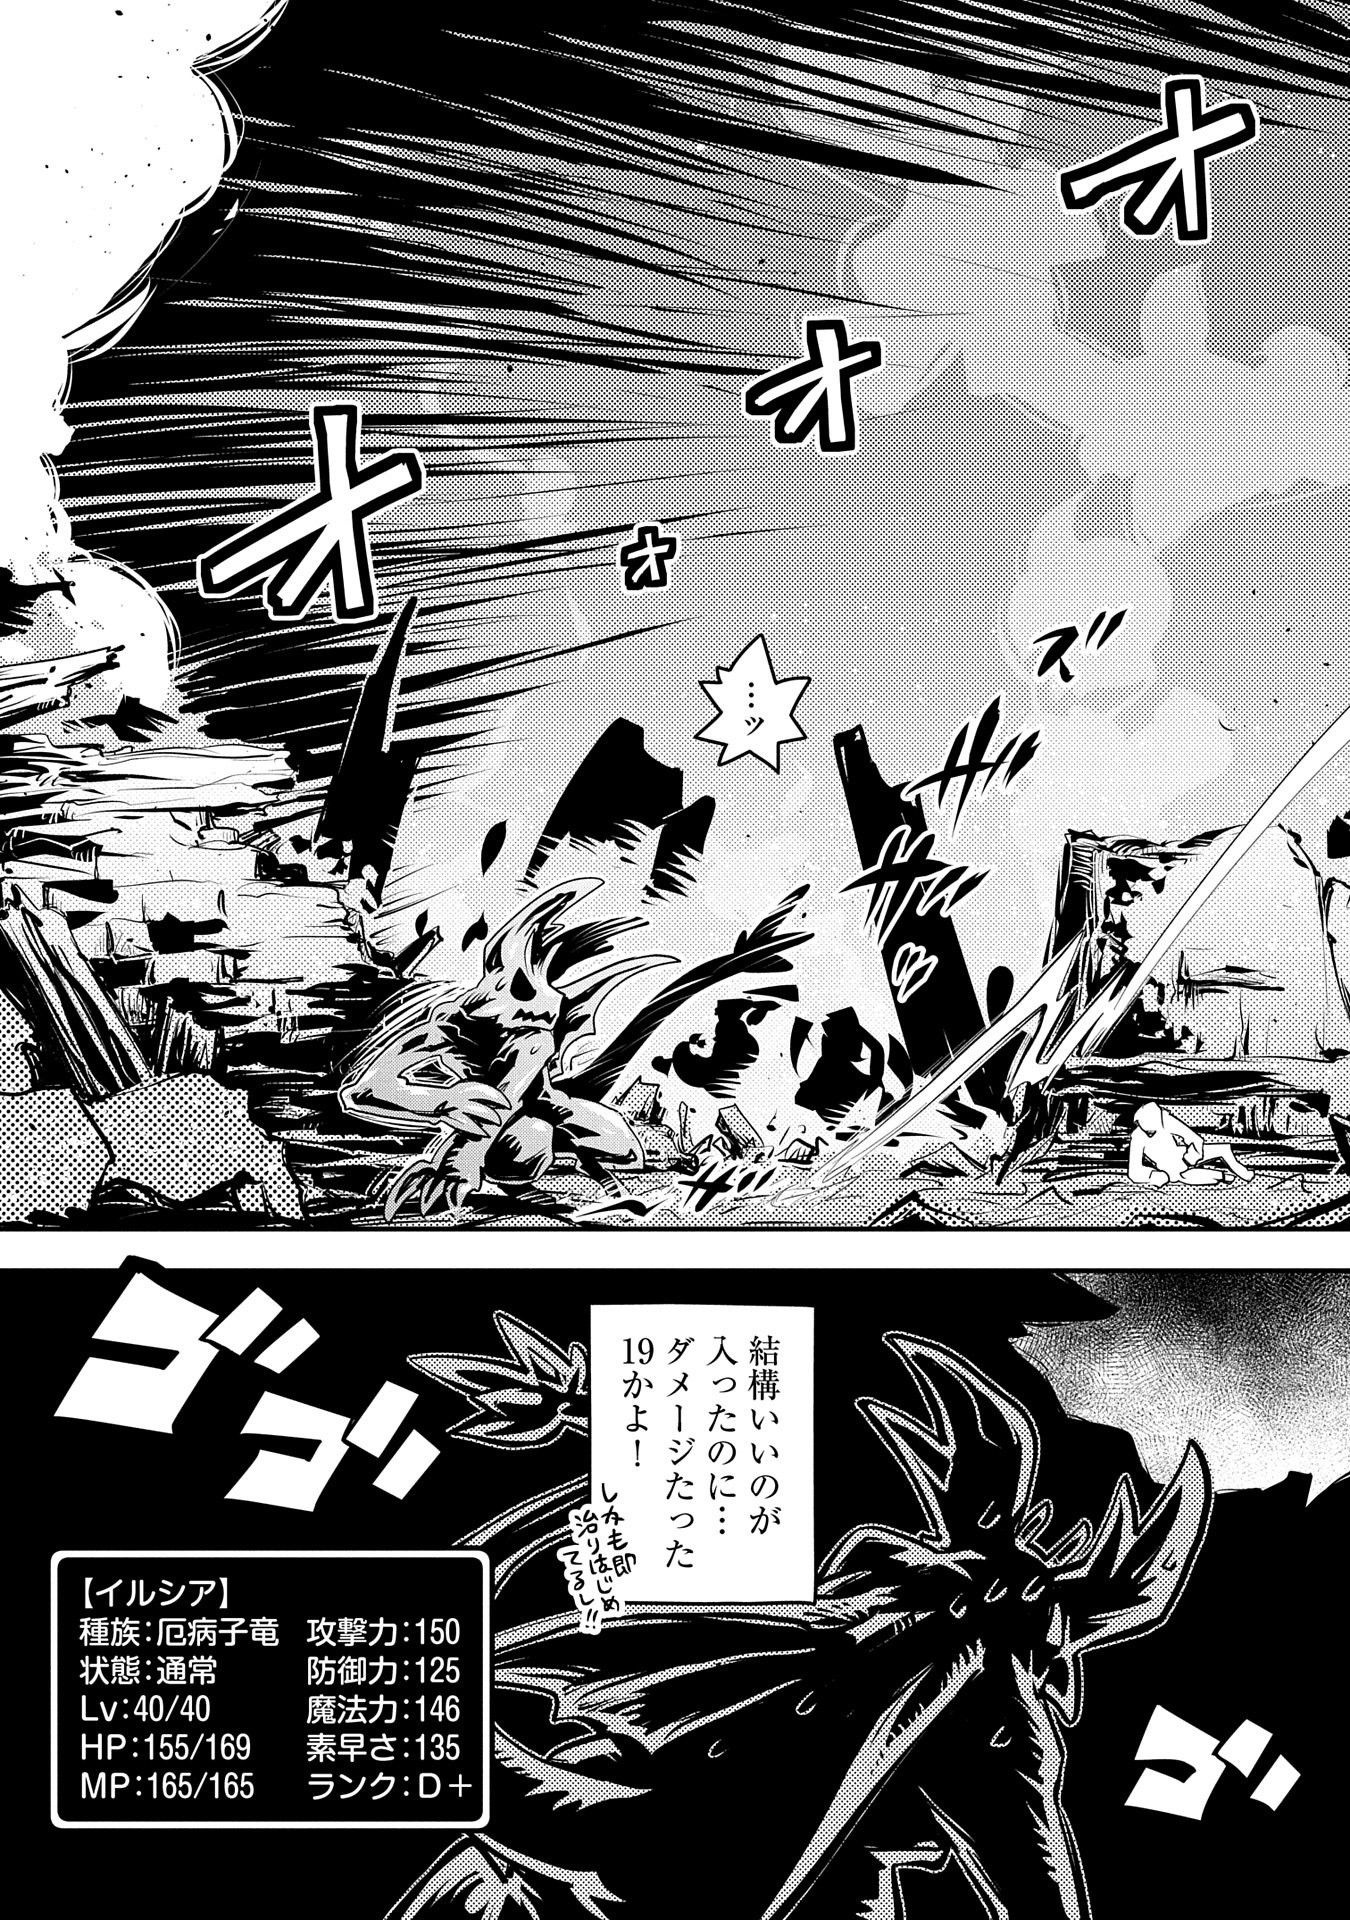 オ
オ
オ
オ
…ッ
ズ
ザ
ザ
ザッ
結構いいのが
入ったのに…
ダメージたった
19かよ!
しかも即
治りはじめ
てるし!!
ゴ
ゴ
ゴ
【イルシア】
種族:厄病子竜 攻撃力:150
状態:通常 防御力:125
Lv:40/40 魔法力:146
HP:155/169 素早さ:135
MP:165/165 ランク:D+